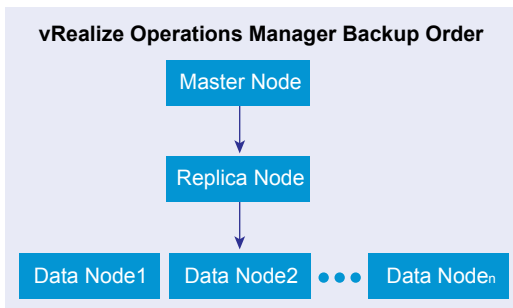 vRealize Operations Manager Backup Order
Master Node
Replica Node
Data Node1 Data Node2 ●●● Data Noden